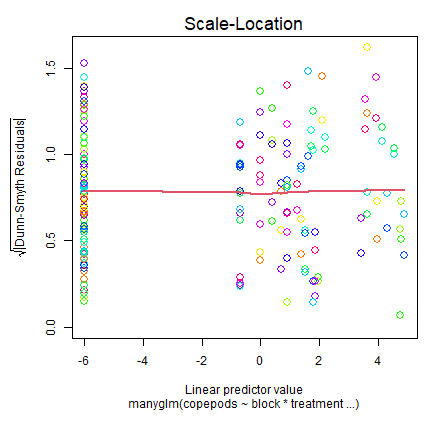 Scale-Location
√|Dunn-Smyth Residuals|
1.5
1.0
0.5
0.0
-6 -4 -2 0 2 4
Linear predictor value
manyglm(copepods ~ block * treatment ...)